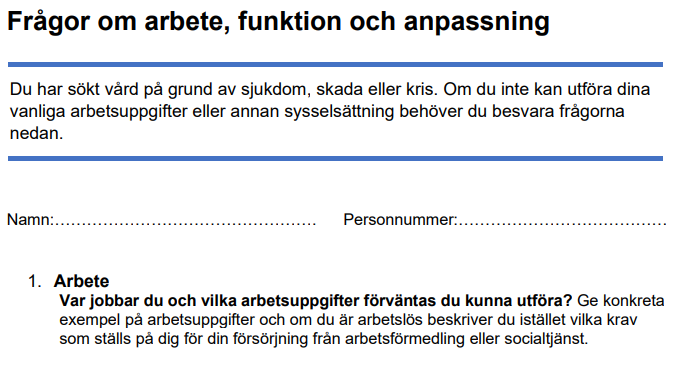 Frågor om arbete, funktion och anpassning
Du har sökt vård på grund av sjukdom, skada eller kris. Om du inte kan utföra dina
vanliga arbetsuppgifter eller annan sysselsättning behöver du besvara frågorna
nedan.
Namn:………………………………………… Personnummer:…………………………………
1. Arbete
Var jobbar du och vilka arbetsuppgifter förväntas du kunna utföra? Ge konkreta
exempel på arbetsuppgifter och om du är arbetslös beskriver du istället vilka krav
som ställs på dig för din försörjning från arbetsförmedling eller socialtjänst.